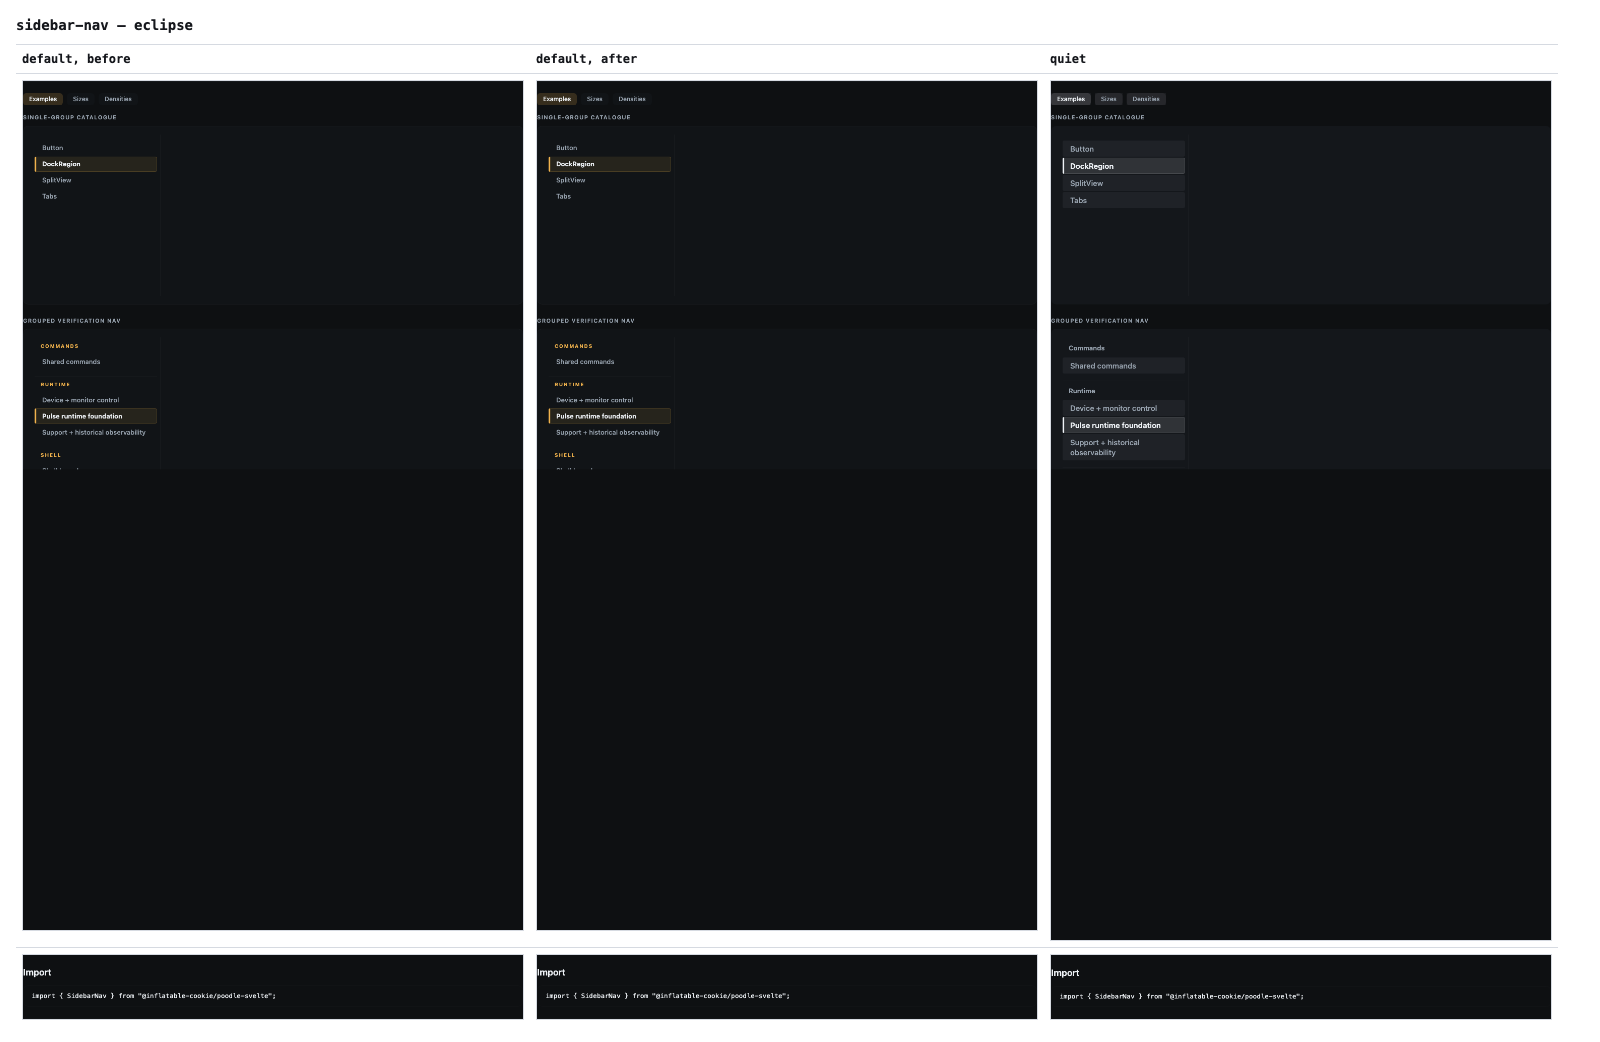 sidebar-nav — eclipse
default, before
default, after
quiet
Examples Sizes Densities
SINGLE-GROUP CATALOGUE
Button
DockRegion
SplitView
Tabs
GROUPED VERIFICATION NAV
COMMANDS
Shared commands
RUNTIME
Device + monitor control
Pulse runtime foundation
Support + historical observability
SHELL
Examples Sizes Densities
SINGLE-GROUP CATALOGUE
Button
DockRegion
SplitView
Tabs
GROUPED VERIFICATION NAV
COMMANDS
Shared commands
RUNTIME
Device + monitor control
Pulse runtime foundation
Support + historical observability
SHELL
Examples Sizes Densities
SINGLE-GROUP CATALOGUE
Button
DockRegion
SplitView
Tabs
GROUPED VERIFICATION NAV
Commands
Shared commands
Runtime
Device + monitor control
Pulse runtime foundation
Support + historical
observability
Import
import { SidebarNav } from "@inflatable-cookie/poodle-svelte";
Import
import { SidebarNav } from "@inflatable-cookie/poodle-svelte";
Import
import { SidebarNav } from "@inflatable-cookie/poodle-svelte";